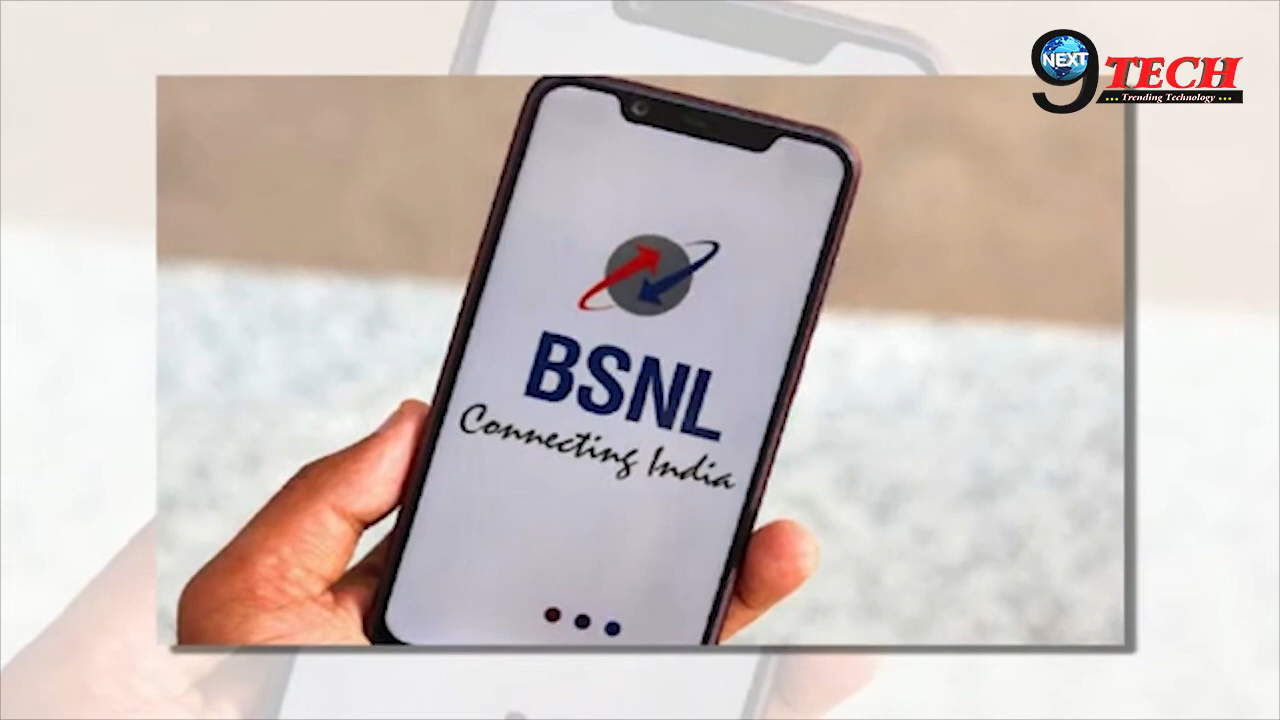 9
NEXT
TECH
... Trending Technology ...
BSNL
Connecting India